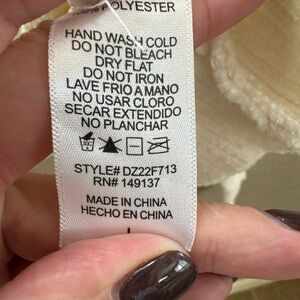 100% POLYESTER
HAND WASH COLD
DO NOT BLEACH
DRY FLAT
DO NOT IRON
LAVE FRIO A MANO
NO USAR CLORO
SECAR EXTENDIDO
NO PLANCHAR
STYLE# DZ22F713
RN# 149137
MADE IN CHINA
HECHO EN CHINA